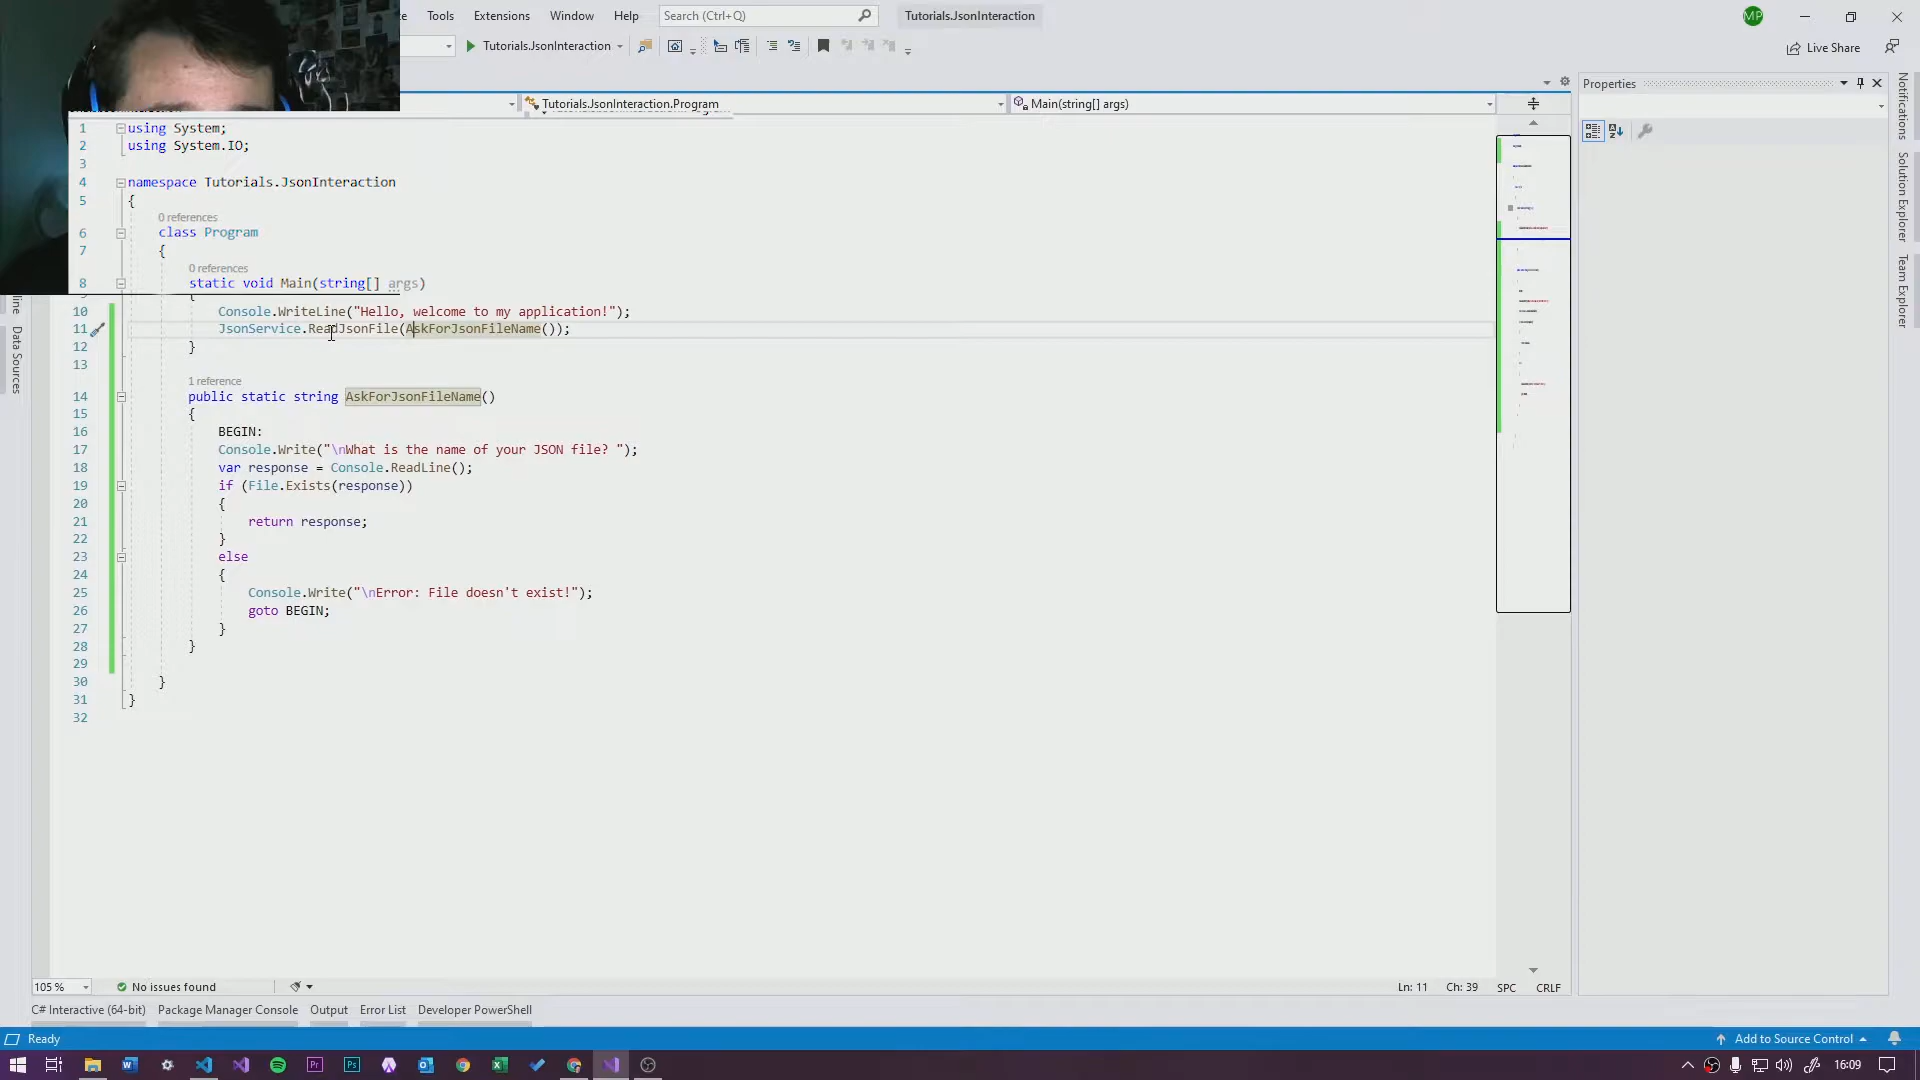 Tools Extensions Window Help Search (Ctrl+Q) Tutorials.JsonInteraction MP
Tutorials.JsonInteraction Live Share
Properties
Tutorials.JsonInteraction.Program Main(string[] args)
1 using System;
2 using System.IO;
3
4 namespace Tutorials.JsonInteraction
5 {
0 references
6 class Program
7 {
0 references
8 static void Main(string[] args)
{
10 Console.WriteLine("Hello, welcome to my application!");
11 JsonService.ReadJsonFile(AskForJsonFileName());
12 }
13
1 reference
14 public static string AskForJsonFileName()
15 {
16 BEGIN:
17 Console.Write("\nWhat is the name of your JSON file? ");
18 var response = Console.ReadLine();
19 if (File.Exists(response))
20 {
21 return response;
22 }
23 else
24 {
25 Console.Write("\nError: File doesn't exist!");
26 goto BEGIN;
27 }
28 }
29
30 }
31 }
32
Data Sources
Notifications
Solution Explorer
Team Explorer
105 % No issues found Ln: 11 Ch: 39 SPC CRLF
C# Interactive (64-bit) Package Manager Console Output Error List Developer PowerShell
Ready Add to Source Control
16:09